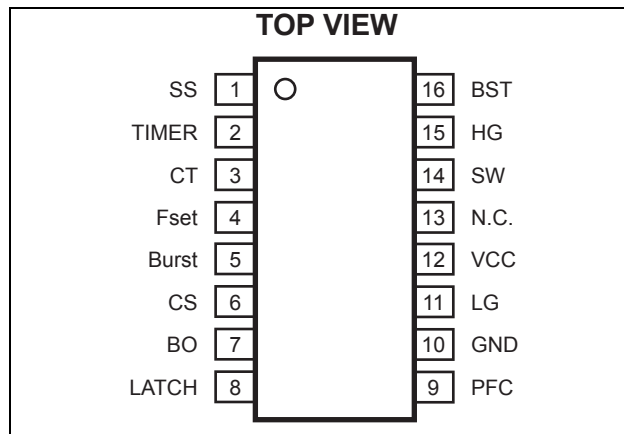 TOP VIEW
SS 1 16 BST
TIMER 2 15 HG
CT 3 14 SW
Fset 4 13 N.C.
Burst 5 12 VCC
CS 6 11 LG
BO 7 10 GND
LATCH 8 9 PFC